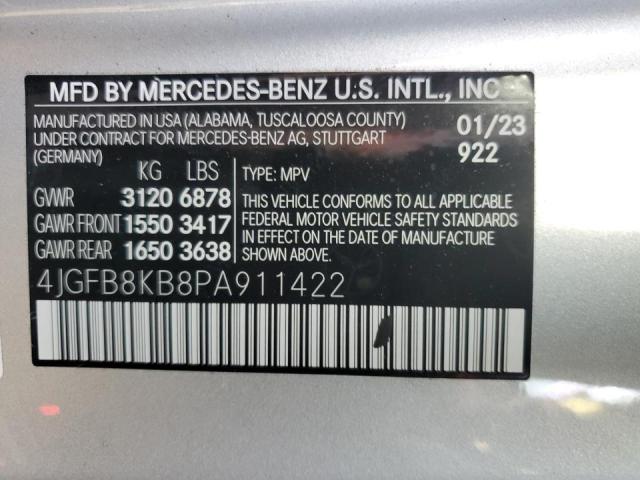 MFD BY MERCEDES-BENZ U.S. INTL., INC
MANUFACTURED IN USA (ALABAMA, TUSCALOOSA COUNTY) 01/23
UNDER CONTRACT FOR MERCEDES-BENZ AG, STUTTGART 922
(GERMANY)
KG LBS TYPE: MPV
GVWR 3120 6878 THIS VEHICLE CONFORMS TO ALL APPLICABLE
GAWR FRONT 1550 3417 FEDERAL MOTOR VEHICLE SAFETY STANDARDS
IN EFFECT ON THE DATE OF MANUFACTURE
GAWR REAR 1650 3638 SHOWN ABOVE.
4JGFB8KB8PA911422